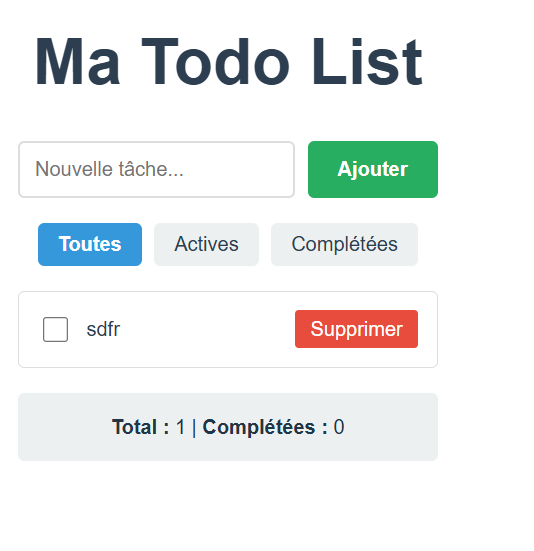 Ma Todo List
Nouvelle tâche...
Ajouter
Toutes
Actives
Complétées
sdfr
Supprimer
Total : 1 | Complétées : 0